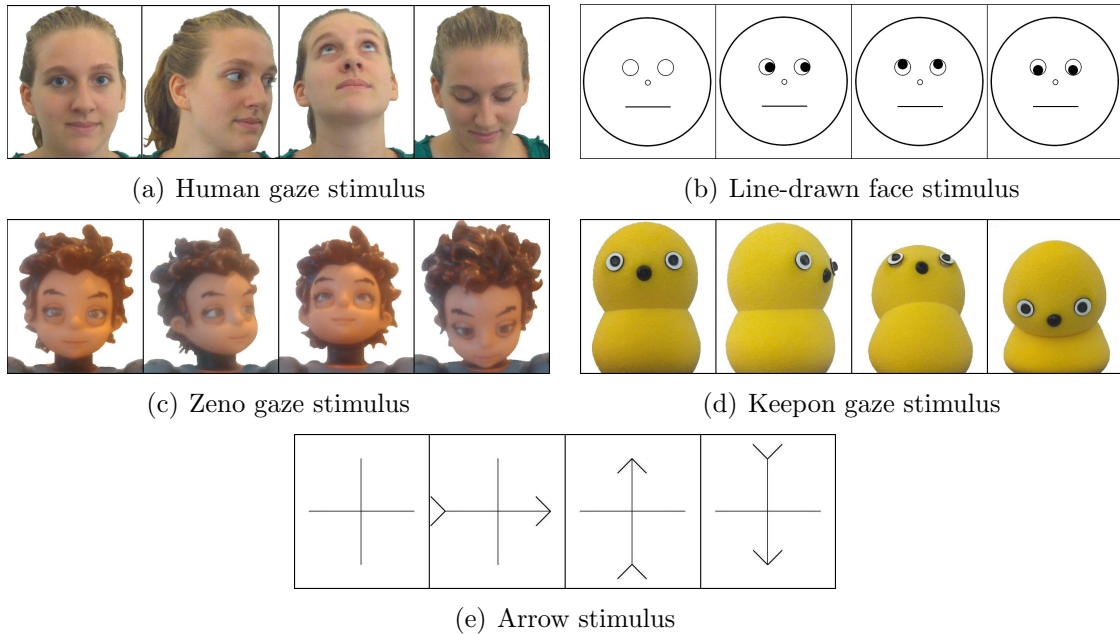 (a) Human gaze stimulus
(b) Line-drawn face stimulus
(c) Zeno gaze stimulus
(d) Keepon gaze stimulus
(e) Arrow stimulus